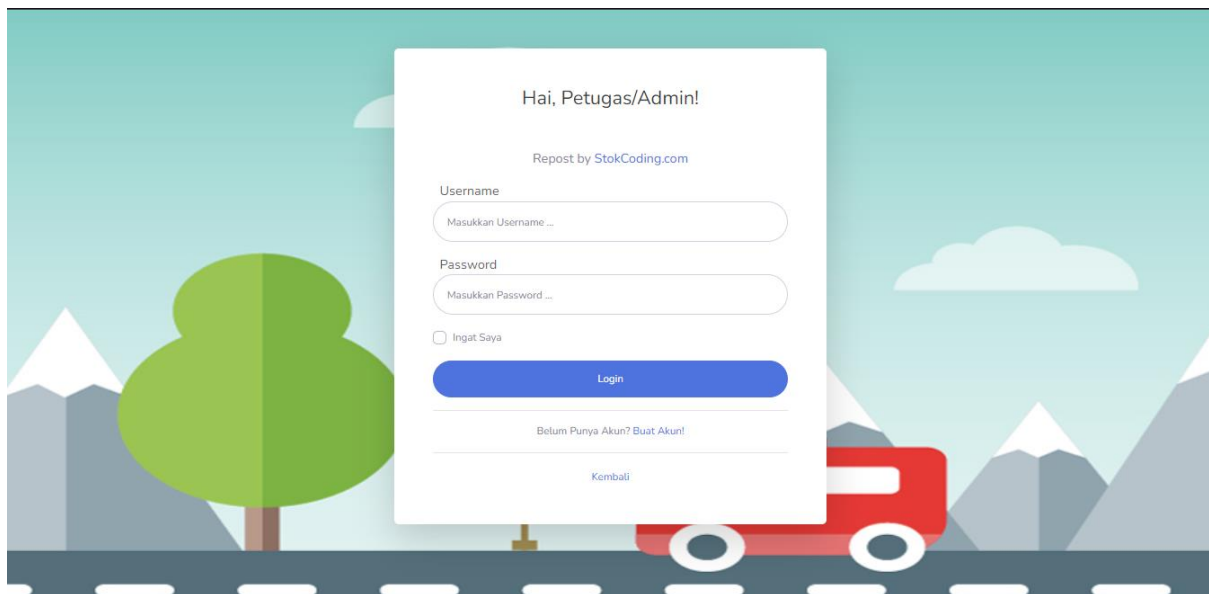 Hai, Petugas/Admin!
Repost by StokCoding.com
Username
Masukkan Username ...
Password
Masukkan Password ...
Ingat Saya
Login
Belum Punya Akun? Buat Akun!
Kembali